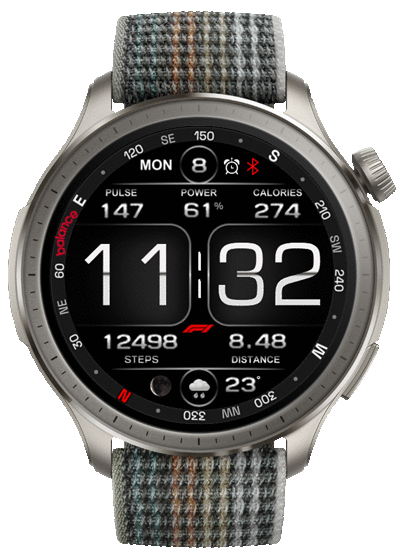 120 SE 150 S 210 SW 240 W 300 NW 330 N 30 NE 60 balance E
MON 8
PULSE POWER CALORIES
147 61% 274
11:32
12498 8.48
STEPS DISTANCE
23°